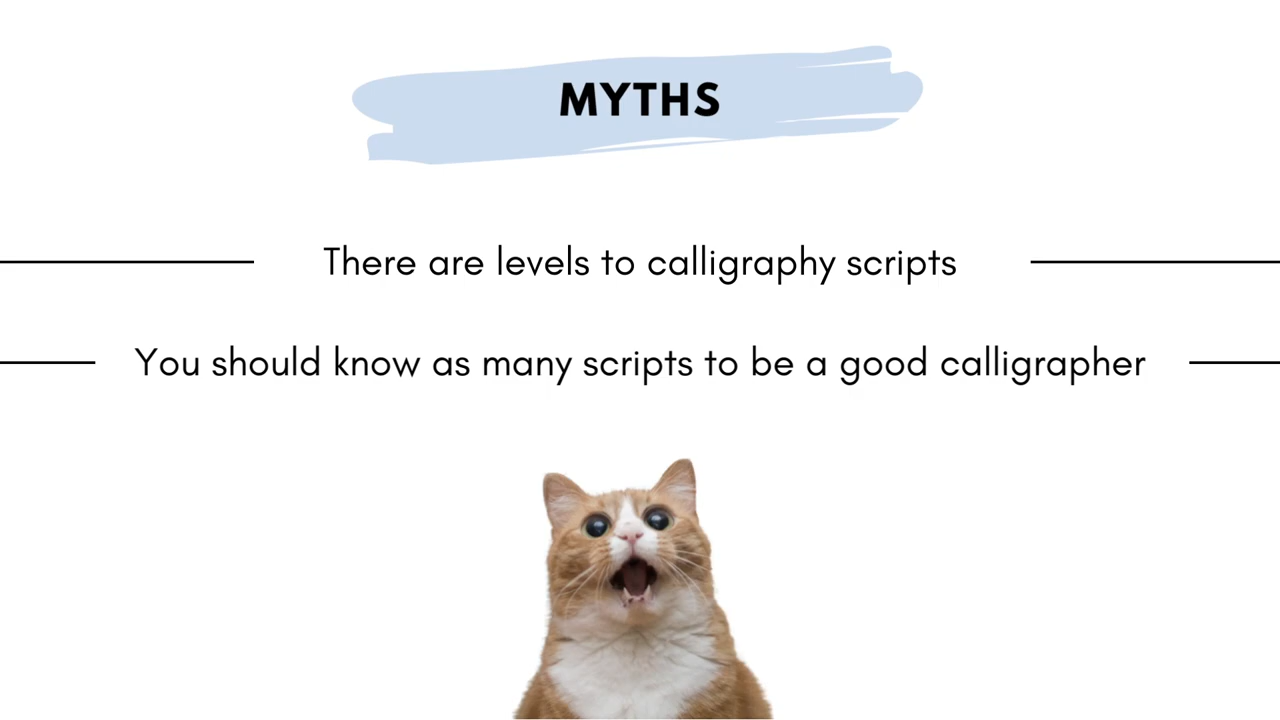 MYTHS
There are levels to calligraphy scripts
You should know as many scripts to be a good calligrapher